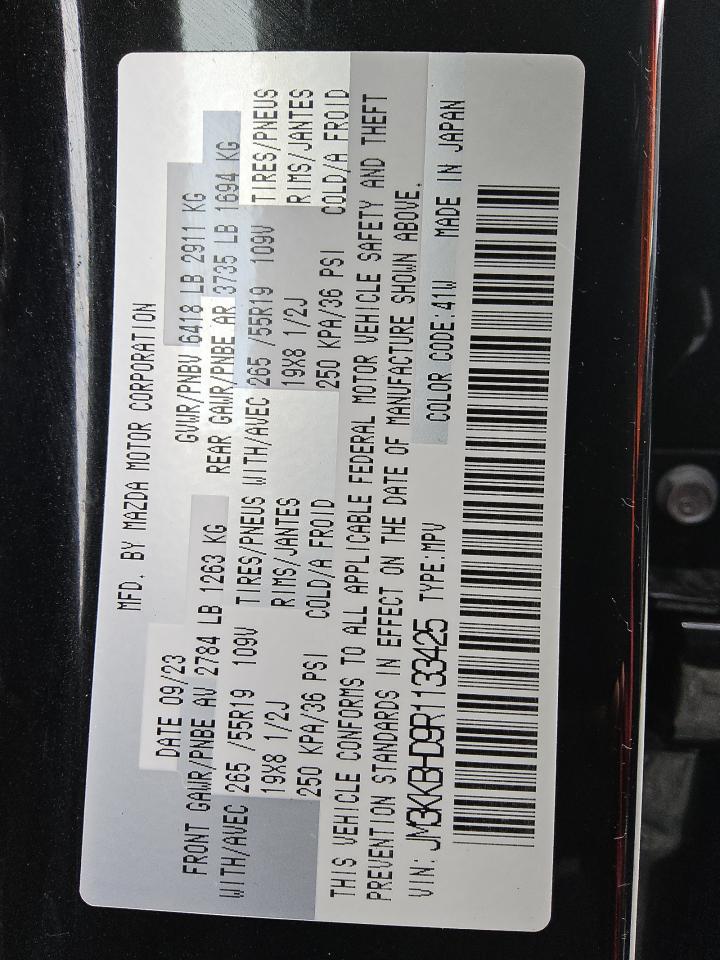 MFD. BY MAZDA MOTOR CORPORATION
DATE 09/23 GVWR/PNBV 6418 LB 2911 KG
FRONT GAWR/PNBE AV 2784 LB 1263 KG REAR GAWR/PNBE AR 3735 LB 1694 KG
WITH/AVEC 265 /55R19 109V TIRES/PNEUS WITH/AVEC 265 /55R19 109V TIRES/PNEUS
19X8 1/2J RIMS/JANTES 19X8 1/2J RIMS/JANTES
250 KPA/36 PSI COLD/A FROID 250 KPA/36 PSI COLD/A FROID
THIS VEHICLE CONFORMS TO ALL APPLICABLE FEDERAL MOTOR VEHICLE SAFETY AND THEFT
PREVENTION STANDARDS IN EFFECT ON THE DATE OF MANUFACTURE SHOWN ABOVE.
VIN: JM3KKBHD9R1133425 TYPE:MPV COLOR CODE:41W MADE IN JAPAN